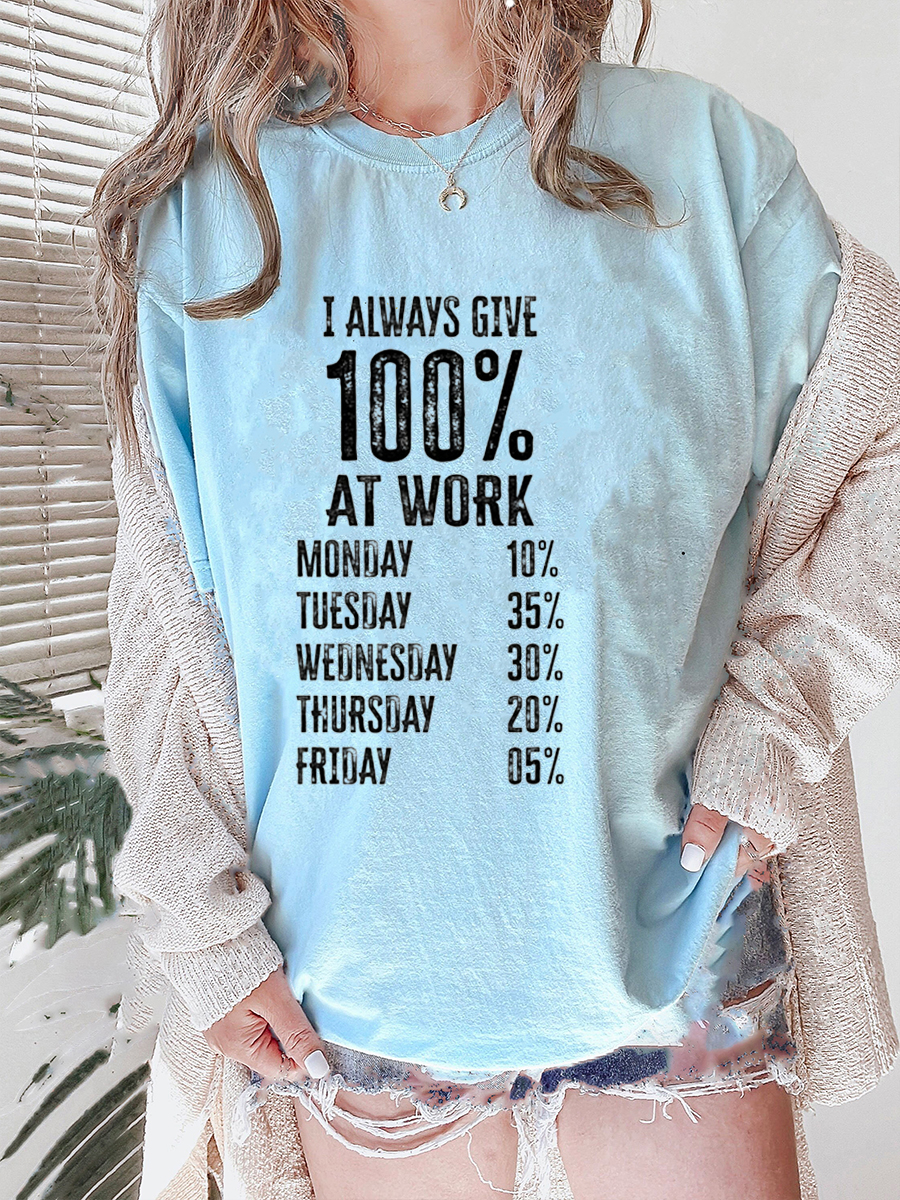 I ALWAYS GIVE
100%
AT WORK
MONDAY 10%
TUESDAY 35%
WEDNESDAY 30%
THURSDAY 20%
FRIDAY 05%